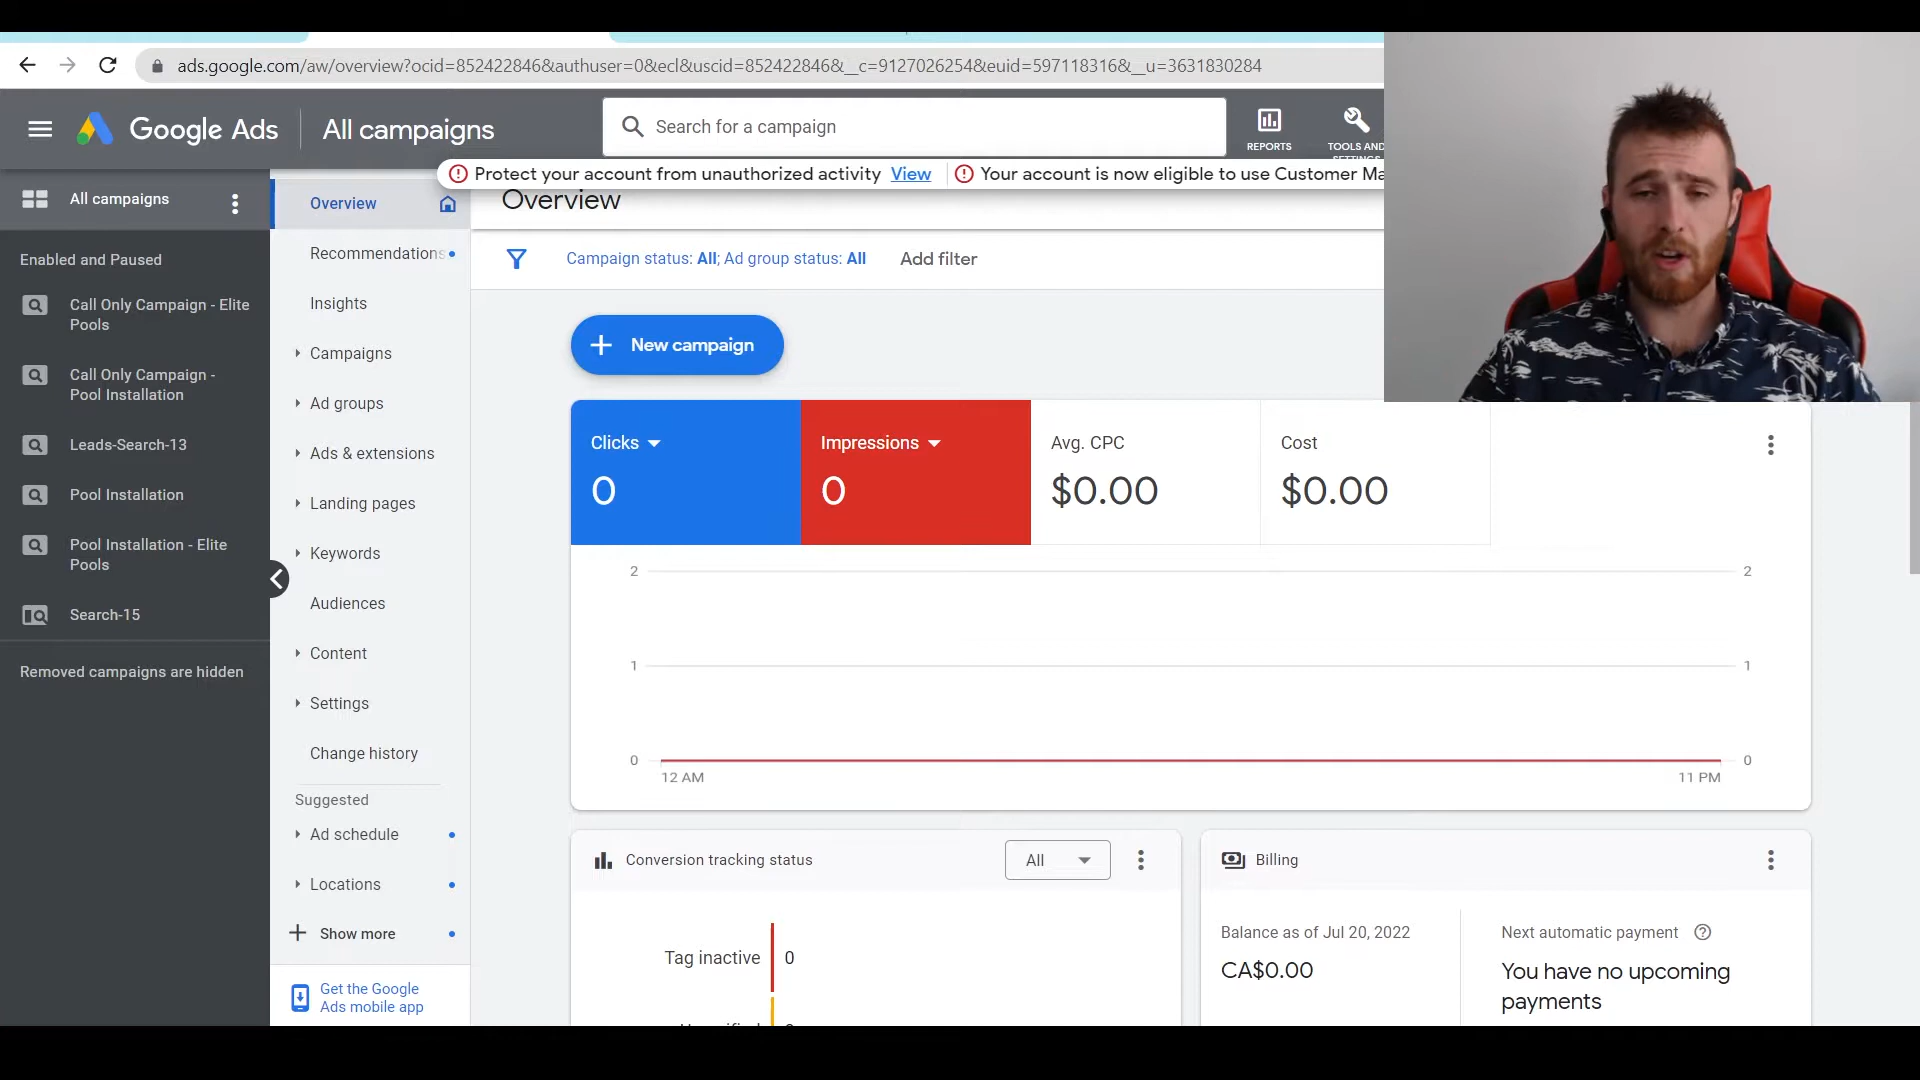 ads.google.com/aw/overview?ocid=852422846&authuser=0&ecl&uscid=852422846&__c=9127026254&euid=597118316&__u=3631830284
Google Ads
All campaigns
Search for a campaign
REPORTS
TOOLS AND
SETTINGS
Protect your account from unauthorized activity View
Your account is now eligible to use Customer Ma
All campaigns
Enabled and Paused
Call Only Campaign - Elite
Pools
Call Only Campaign -
Pool Installation
Leads-Search-13
Pool Installation
Pool Installation - Elite
Pools
Search-15
Removed campaigns are hidden
Overview
Recommendations
Insights
Campaigns
Ad groups
Ads & extensions
Landing pages
Keywords
Audiences
Content
Settings
Change history
Suggested
Ad schedule
Locations
Show more
Get the Google
Ads mobile app
Overview
Campaign status: All; Ad group status: All
Add filter
New campaign
Clicks
0
Impressions
0
Avg. CPC
$0.00
Cost
$0.00
2
2
1
1
0
0
12 AM
11 PM
Conversion tracking status
All
Tag inactive
0
Billing
Balance as of Jul 20, 2022
CA$0.00
Next automatic payment
You have no upcoming
payments